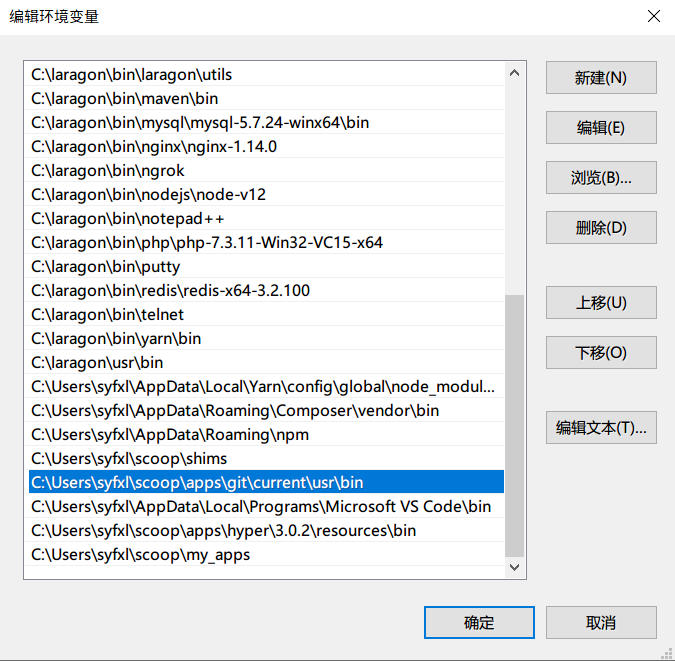 编辑环境变量
C:\laragon\bin\laragon\utils
C:\laragon\bin\maven\bin
C:\laragon\bin\mysql\mysql-5.7.24-winx64\bin
C:\laragon\bin\nginx\nginx-1.14.0
C:\laragon\bin\ngrok
C:\laragon\bin\nodejs\node-v12
C:\laragon\bin\notepad++
C:\laragon\bin\php\php-7.3.11-Win32-VC15-x64
C:\laragon\bin\putty
C:\laragon\bin\redis\redis-x64-3.2.100
C:\laragon\bin\telnet
C:\laragon\bin\yarn\bin
C:\laragon\usr\bin
C:\Users\syfxl\AppData\Local\Yarn\config\global\node_modul...
C:\Users\syfxl\AppData\Roaming\Composer\vendor\bin
C:\Users\syfxl\AppData\Roaming\npm
C:\Users\syfxl\scoop\shims
C:\Users\syfxl\scoop\apps\git\current\usr\bin
C:\Users\syfxl\AppData\Local\Programs\Microsoft VS Code\bin
C:\Users\syfxl\scoop\apps\hyper\3.0.2\resources\bin
C:\Users\syfxl\scoop\my_apps
新建(N)
编辑(E)
浏览(B)...
删除(D)
上移(U)
下移(O)
编辑文本(T)...
确定
取消